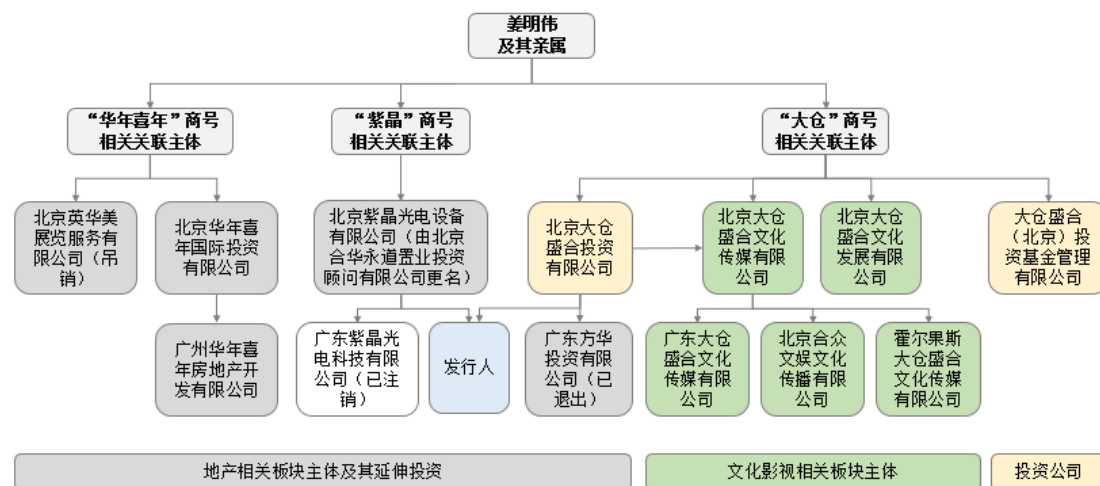 姜明伟
及其亲属
“华年喜年”商号
相关关联主体
“紫晶”商号
相关关联主体
“大仓”商号
相关关联主体
北京英华美
展览服务有
限公司（吊
销）
北京华年喜
年国际投资
有限公司
北京紫晶光电设备
有限公司（由北京
合华永道置业投资
顾问有限公司更名）
北京大仓
盛合投资
有限公司
北京大仓
盛合文化
传媒有限
公司
北京大仓
盛合文化
发展有限
公司
大仓盛合
（北京）投
资基金管理
有限公司
广州华年喜
年房地产开
发有限公司
广东紫晶光
电科技有限
公司（已注
销）
发行人
广东方华
投资有限
公司（已
退出）
广东大仓
盛合文化
传媒有限
公司
北京合众
文娱文化
传播有限
公司
霍尔果斯
大仓盛合
文化传媒
有限公司
地产相关板块主体及其延伸投资
文化影视相关板块主体
投资公司